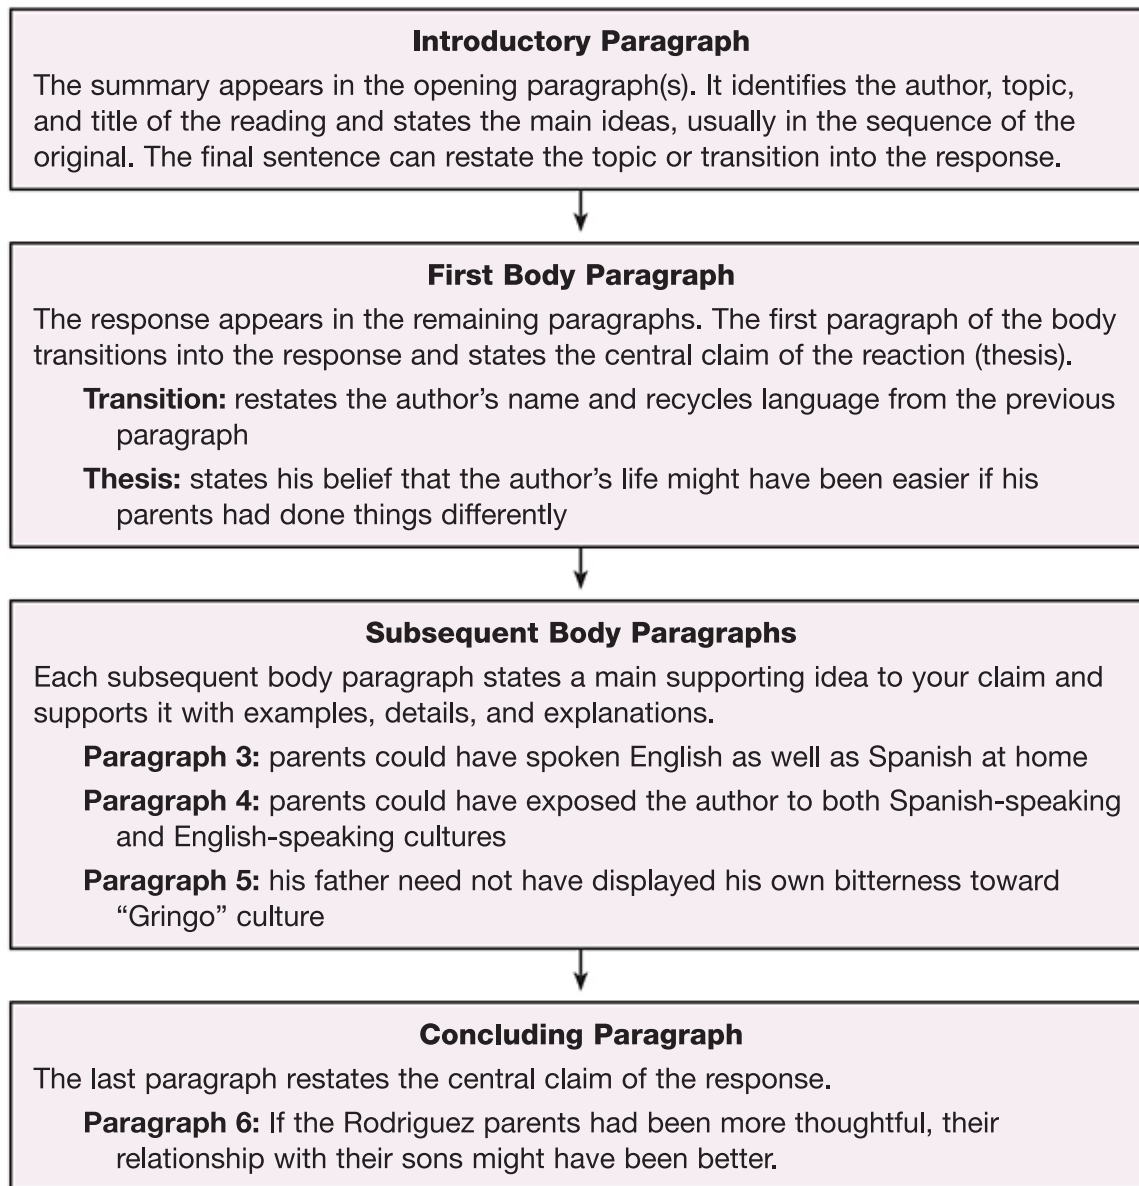 Introductory Paragraph
The summary appears in the opening paragraph(s). It identifies the author, topic,
and title of the reading and states the main ideas, usually in the sequence of the
original. The final sentence can restate the topic or transition into the response.
First Body Paragraph
The response appears in the remaining paragraphs. The first paragraph of the body
transitions into the response and states the central claim of the reaction (thesis).
Transition: restates the author’s name and recycles language from the previous
paragraph
Thesis: states his belief that the author’s life might have been easier if his
parents had done things differently
Subsequent Body Paragraphs
Each subsequent body paragraph states a main supporting idea to your claim and
supports it with examples, details, and explanations.
Paragraph 3: parents could have spoken English as well as Spanish at home
Paragraph 4: parents could have exposed the author to both Spanish-speaking
and English-speaking cultures
Paragraph 5: his father need not have displayed his own bitterness toward
“Gringo” culture
Concluding Paragraph
The last paragraph restates the central claim of the response.
Paragraph 6: If the Rodriguez parents had been more thoughtful, their
relationship with their sons might have been better.